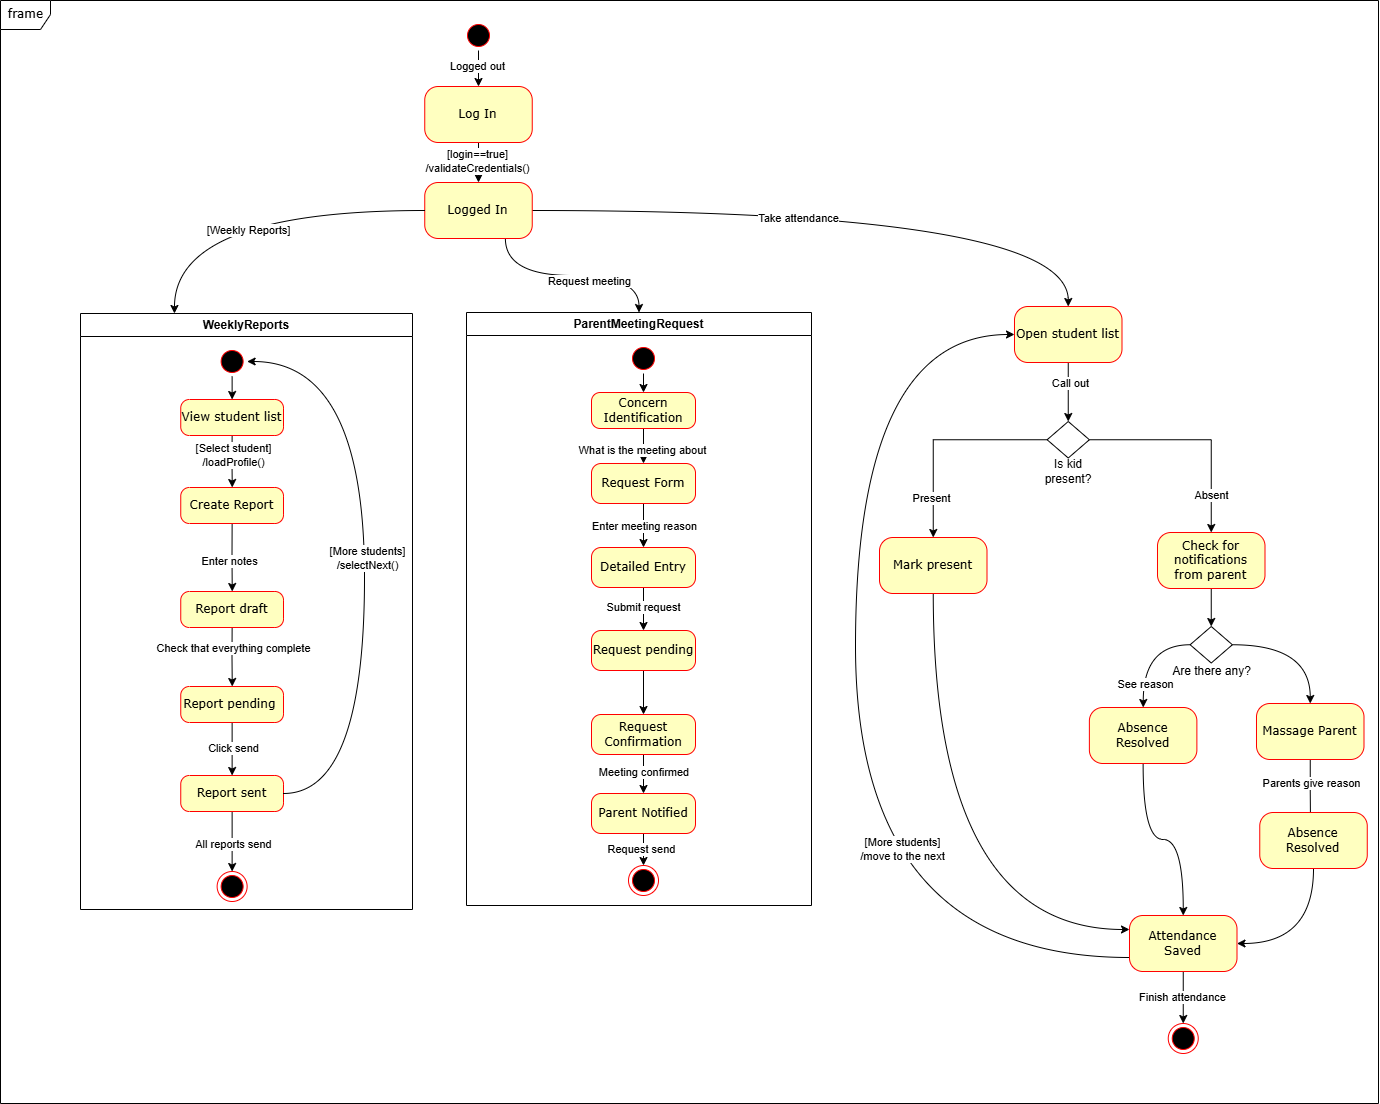 frame
Logged out
Log In
[login==true]
/validateCredentials()
Logged In
[Weekly Reports]
Request meeting
Take attendance
WeeklyReports
View student list
[Select student]
/loadProfile()
Create Report
Enter notes
Report draft
Check that everything complete
Report pending
Click send
Report sent
All reports send
[More students]
/selectNext()
ParentMeetingRequest
Concern
Identification
What is the meeting about
Request Form
Enter meeting reason
Detailed Entry
Submit request
Request pending
Request
Confirmation
Meeting confirmed
Parent Notified
Request send
Open student list
Call out
Is kid
present?
Present
Absent
Mark present
Check for
notifications
from parent
Are there any?
See reason
Absence
Resolved
Massage Parent
Parents give reason
Absence
Resolved
[More students]
/move to the next
Attendance
Saved
Finish attendance